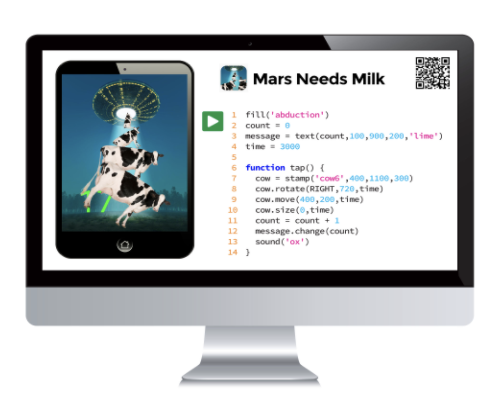 Mars Needs Milk
1 fill('abduction')
2 count = 0
3 message = text(count,100,900,200,'lime')
4 time = 3000
5
6 function tap() {
7 cow = stamp('cow6',400,1100,300)
8 cow.rotate(RIGHT,720,time)
9 cow.move(400,200,time)
10 cow.size(0,time)
11 count = count + 1
12 message.change(count)
13 sound('ox')
14 }